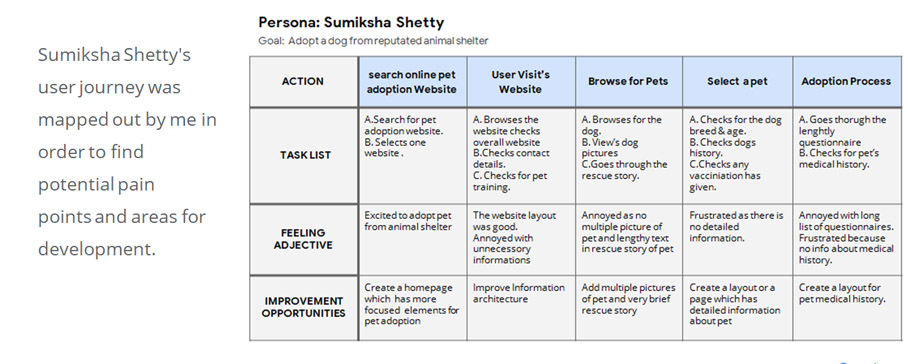 Sumiksha Shetty's
user journey was
mapped out by me in
order to find
potential pain
points and areas for
development.
Persona: Sumiksha Shetty
Goal: Adopt a dog from reputated animal shelter
ACTION
search online pet
adoption Website
User Visit's
Website
Browse for Pets
Select a pet
Adoption Process
TASK LIST
A.Search for pet
adoption website.
B. Selects one
website .
A. Browses the
website checks
overall website
B.Checks contact
details.
C. Checks for pet
training.
A. Browses for the
dog.
B. View's dog
pictures
C.Goes through the
rescue story.
A. Checks for the dog
breed & age.
B. Checks dogs
history.
C.Checks any
vacciniation has
given.
A. Goes thorugh the
lenghtly
questionnaire
B. Checks for pet's
medical history.
FEELING
ADJECTIVE
Excited to adopt pet
from animal shelter
The website layout
was good.
Annoyed with
unnecessory
informations
Annoyed as no
multiple picture of
pet and lengthy text
in rescue story of pet
Frustrated as there is
no detailed
information.
Annoyed with long
list of questionnaires.
Frustrated because
no info about medical
history.
IMPROVEMENT
OPPORTUNITIES
Create a homepage
which has more
focused elements for
pet adoption
Improve Information
architecture
Add multiple pictures
of pet and very brief
rescue story
Create a layout or a
page which has
detailed information
about pet
Create a layout for
pet medical history.